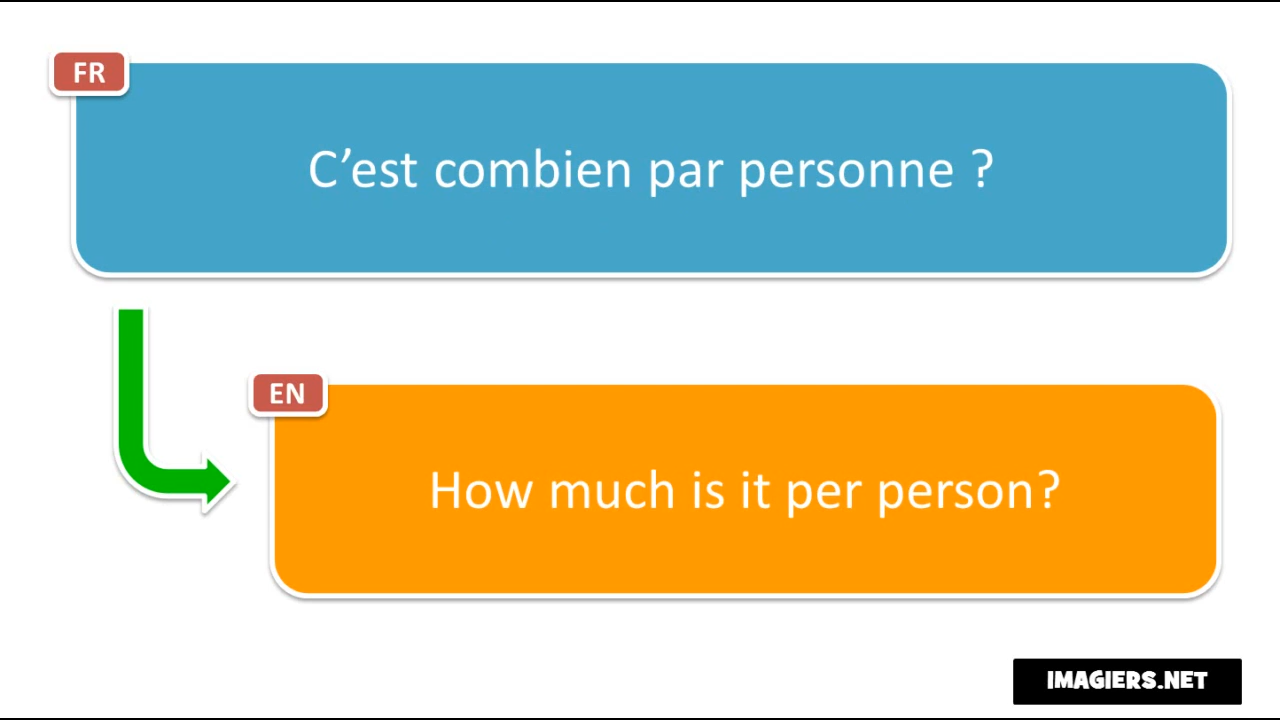 FR
C’est combien par personne ?
EN
How much is it per person?
IMAGIERS.NET